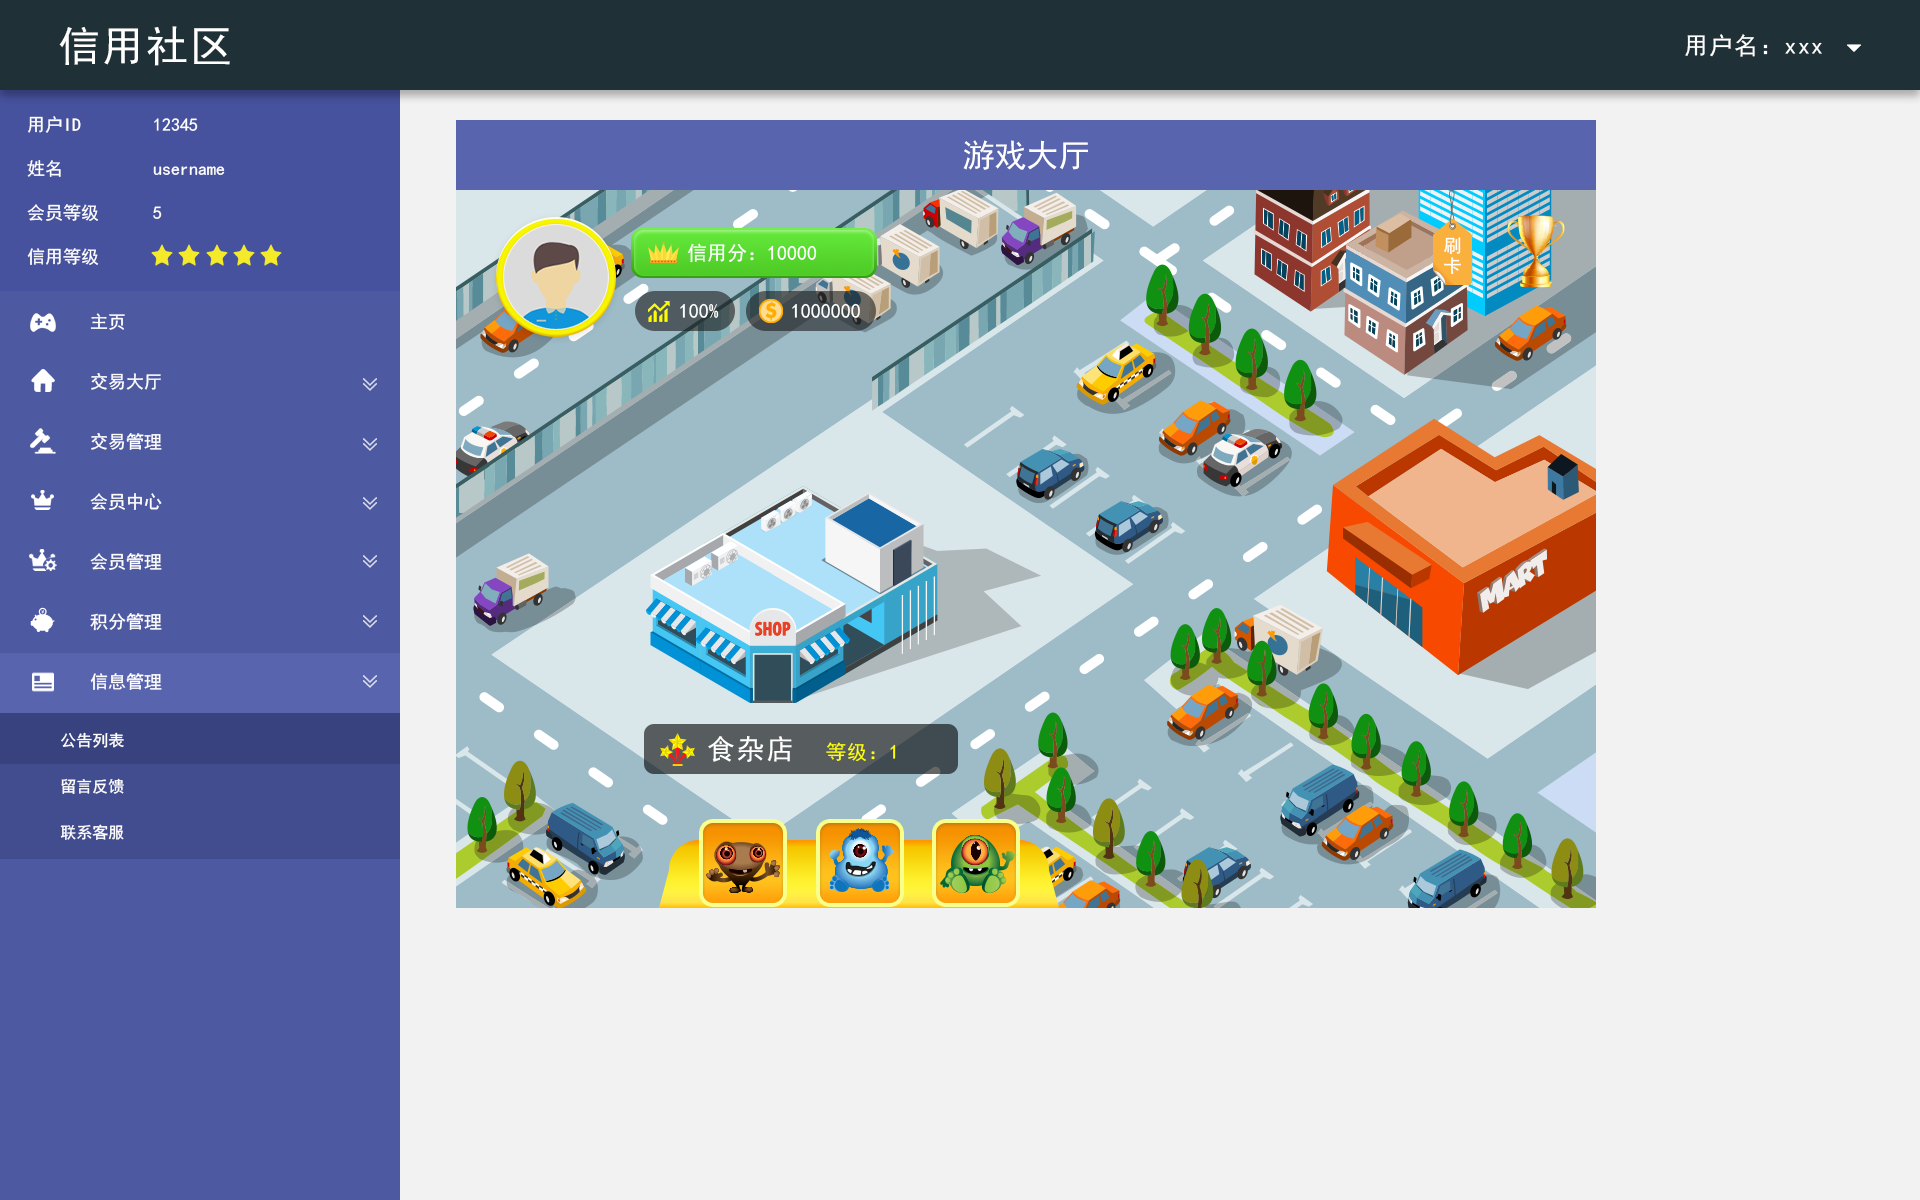 信用社区
用户名：xxx
用户ID 12345
姓名 username
会员等级 5
信用等级
主页
交易大厅
交易管理
会员中心
会员管理
积分管理
信息管理
公告列表
留言反馈
联系客服
游戏大厅
信用分：10000
100%
1000000
刷
卡
MART
SHOP
食杂店 等级：1